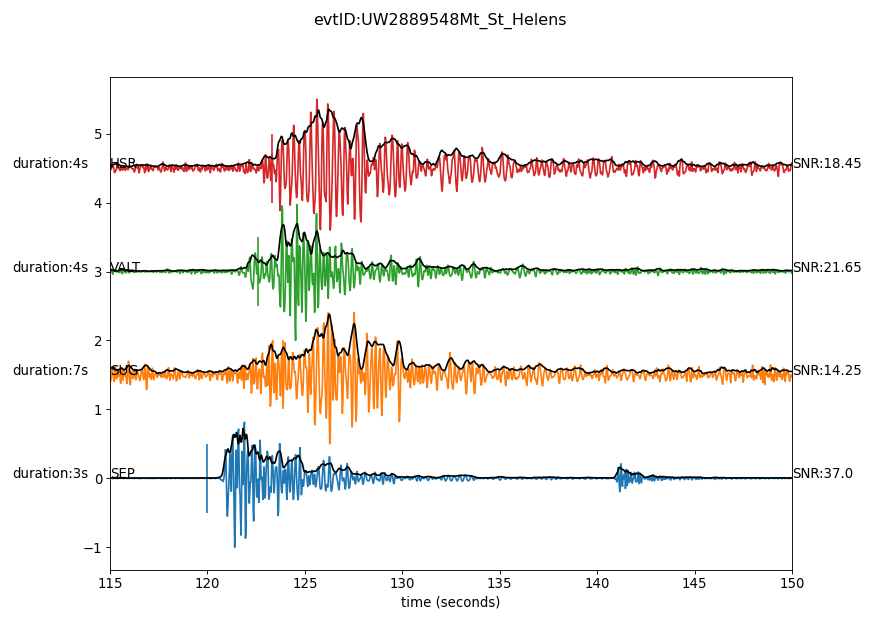 evtID:UW2889548Mt_St_Helens
5
duration:4s HSR SNR:18.45
4
duration:4s VALT SNR:21.65
3
2
duration:7s SUG SNR:14.25
1
duration:3s SEP SNR:37.0
0
−1
115 120 125 130 135 140 145 150
time (seconds)